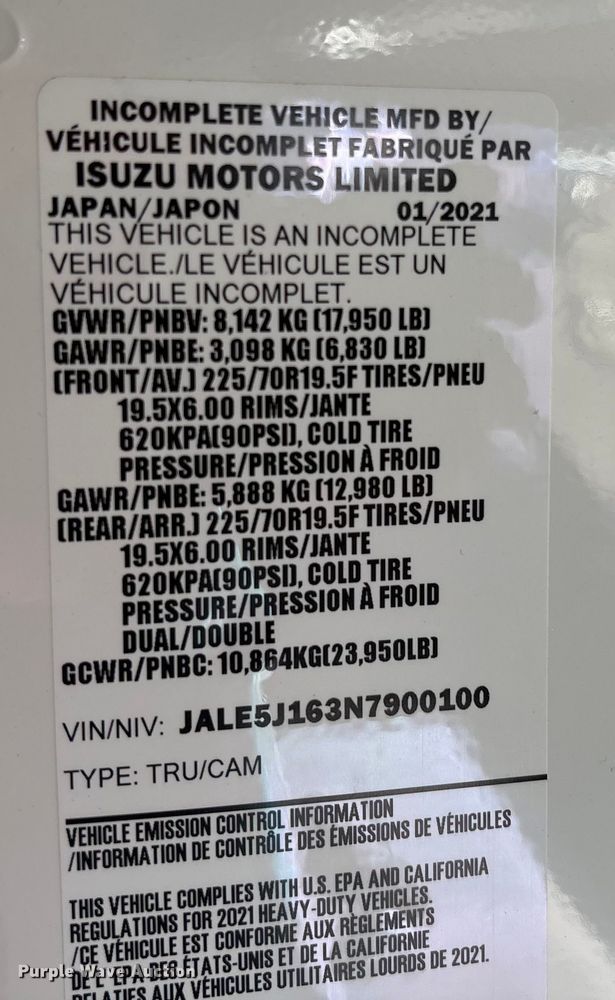 INCOMPLETE VEHICLE MFD BY/
VÉHICULE INCOMPLET FABRIQUÉ PAR
ISUZU MOTORS LIMITED
JAPAN/JAPON 01/2021
THIS VEHICLE IS AN INCOMPLETE
VEHICLE./LE VÉHICULE EST UN
VÉHICULE INCOMPLET.
GVWR/PNBV: 8,142 KG (17,950 LB)
GAWR/PNBE: 3,098 KG (6,830 LB)
(FRONT/AV.) 225/70R19.5F TIRES/PNEU
19.5X6.00 RIMS/JANTE
620KPA(90PSI), COLD TIRE
PRESSURE/PRESSION À FROID
GAWR/PNBE: 5,888 KG (12,980 LB)
(REAR/ARR.) 225/70R19.5F TIRES/PNEU
19.5X6.00 RIMS/JANTE
620KPA(90PSI), COLD TIRE
PRESSURE/PRESSION À FROID
DUAL/DOUBLE
GCWR/PNBC: 10,864KG(23,950LB)
VIN/NIV: JALE5J163N7900100
TYPE: TRU/CAM
VEHICLE EMISSION CONTROL INFORMATION
/INFORMATION DE CONTRÔLE DES ÉMISSIONS DE VÉHICULES
THIS VEHICLE COMPLIES WITH U.S. EPA AND CALIFORNIA
REGULATIONS FOR 2021 HEAVY-DUTY VEHICLES.
/CE VÉHICULE EST CONFORME AUX RÈGLEMENTS
DE L'EPA DES ÉTATS-UNIS ET DE LA CALIFORNIE
RELATIFS AUX VÉHICULES UTILITAIRES LOURDS DE 2021.
Purple Wave Auction